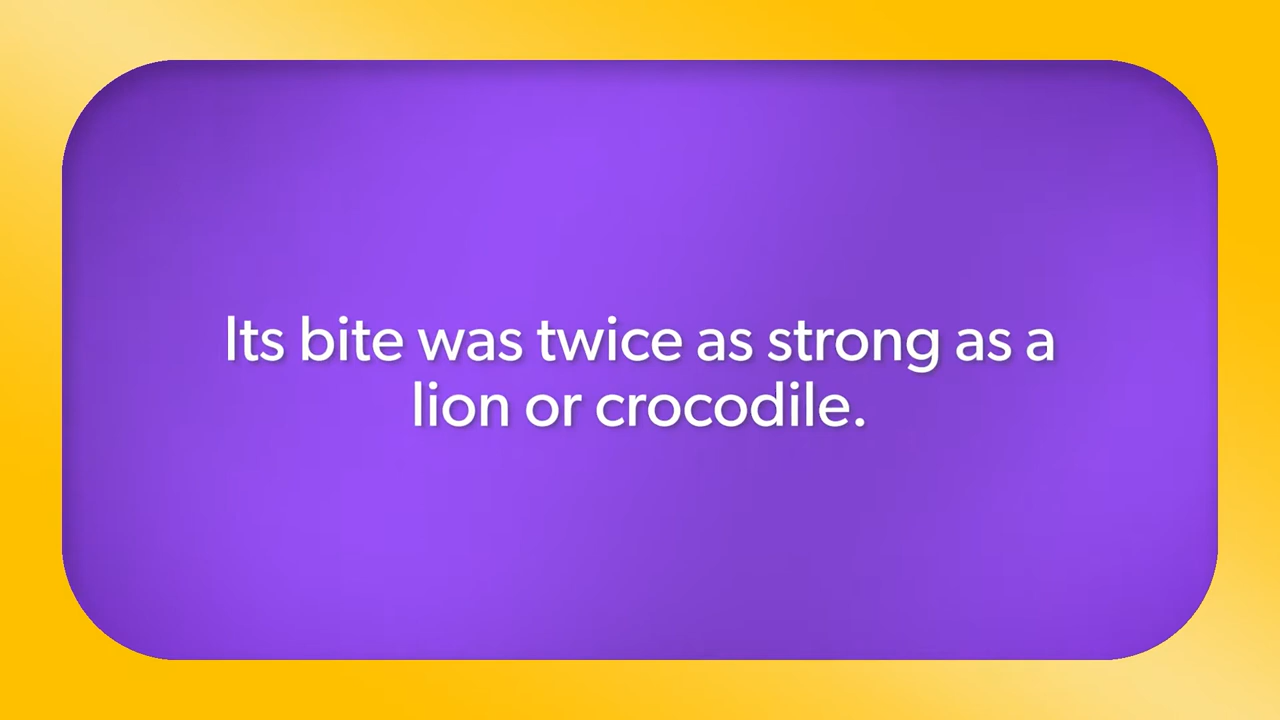 Its bite was twice as strong as a
lion or crocodile.